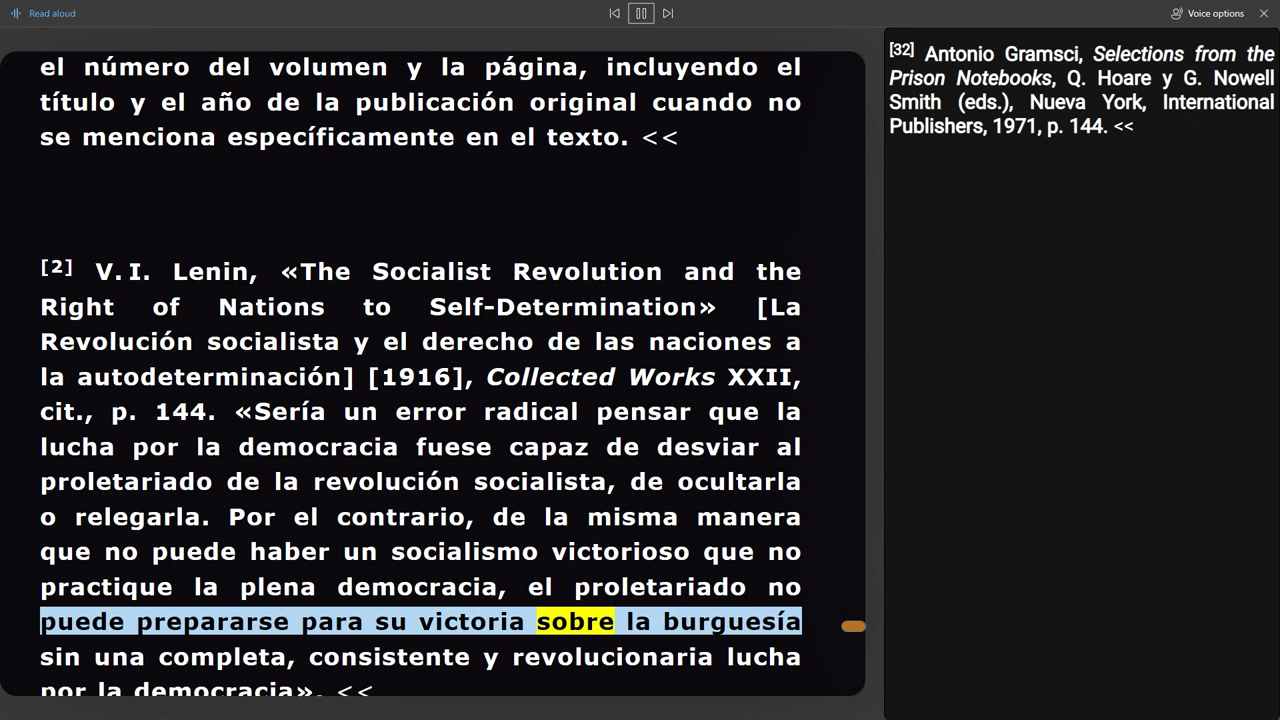 Read aloud
Voice options
el número del volumen y la página, incluyendo el
título y el año de la publicación original cuando no
se menciona específicamente en el texto. <<
[2] V. I. Lenin, «The Socialist Revolution and the
Right of Nations to Self-Determination» [La
Revolución socialista y el derecho de las naciones a
la autodeterminación] [1916], Collected Works XXII,
cit., p. 144. «Sería un error radical pensar que la
lucha por la democracia fuese capaz de desviar al
proletariado de la revolución socialista, de ocultarla
o relegarla. Por el contrario, de la misma manera
que no puede haber un socialismo victorioso que no
practique la plena democracia, el proletariado no
puede prepararse para su victoria sobre la burguesía
sin una completa, consistente y revolucionaria lucha
por la democracia». <<
[32] Antonio Gramsci, Selections from the
Prison Notebooks, Q. Hoare y G. Nowell
Smith (eds.), Nueva York, International
Publishers, 1971, p. 144. <<